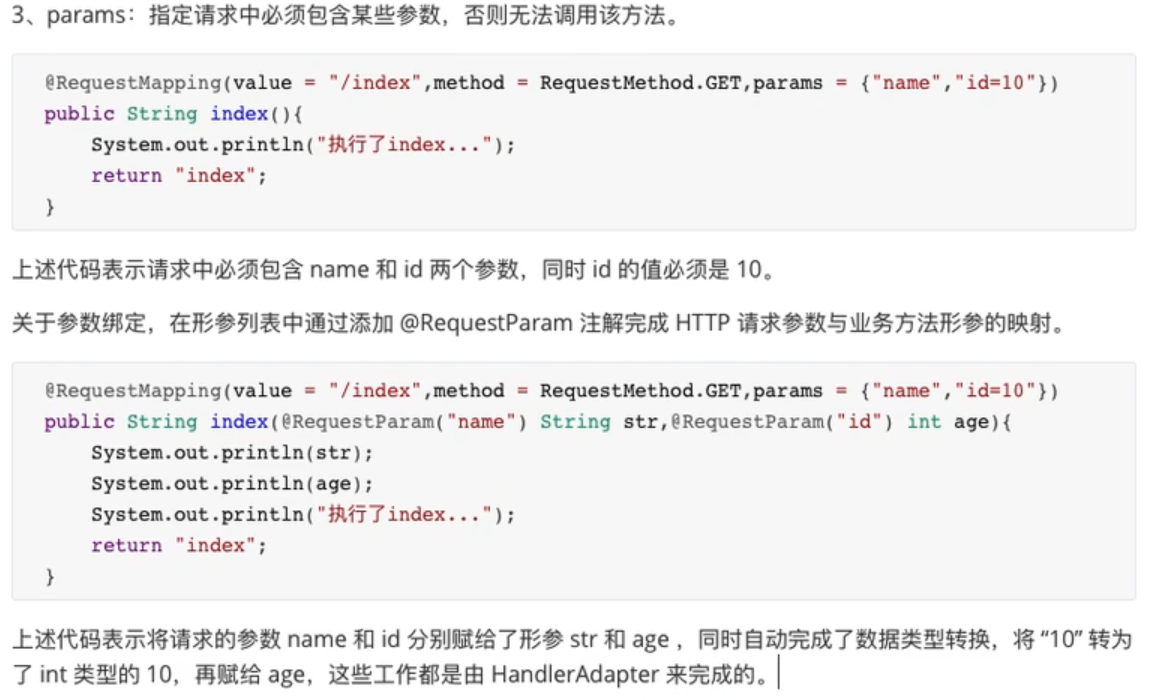 3、params：指定请求中必须包含某些参数，否则无法调用该方法。
@RequestMapping(value = "/index",method = RequestMethod.GET,params = {"name","id=10"})
public String index(){
    System.out.println("执行了index...");
    return "index";
}
上述代码表示请求中必须包含 name 和 id 两个参数，同时 id 的值必须是 10。
关于参数绑定，在形参列表中通过添加 @RequestParam 注解完成 HTTP 请求参数与业务方法形参的映射。
@RequestMapping(value = "/index",method = RequestMethod.GET,params = {"name","id=10"})
public String index(@RequestParam("name") String str,@RequestParam("id") int age){
    System.out.println(str);
    System.out.println(age);
    System.out.println("执行了index...");
    return "index";
}
上述代码表示将请求的参数 name 和 id 分别赋给了形参 str 和 age ，同时自动完成了数据类型转换，将 “10” 转为
了 int 类型的 10，再赋给 age，这些工作都是由 HandlerAdapter 来完成的。